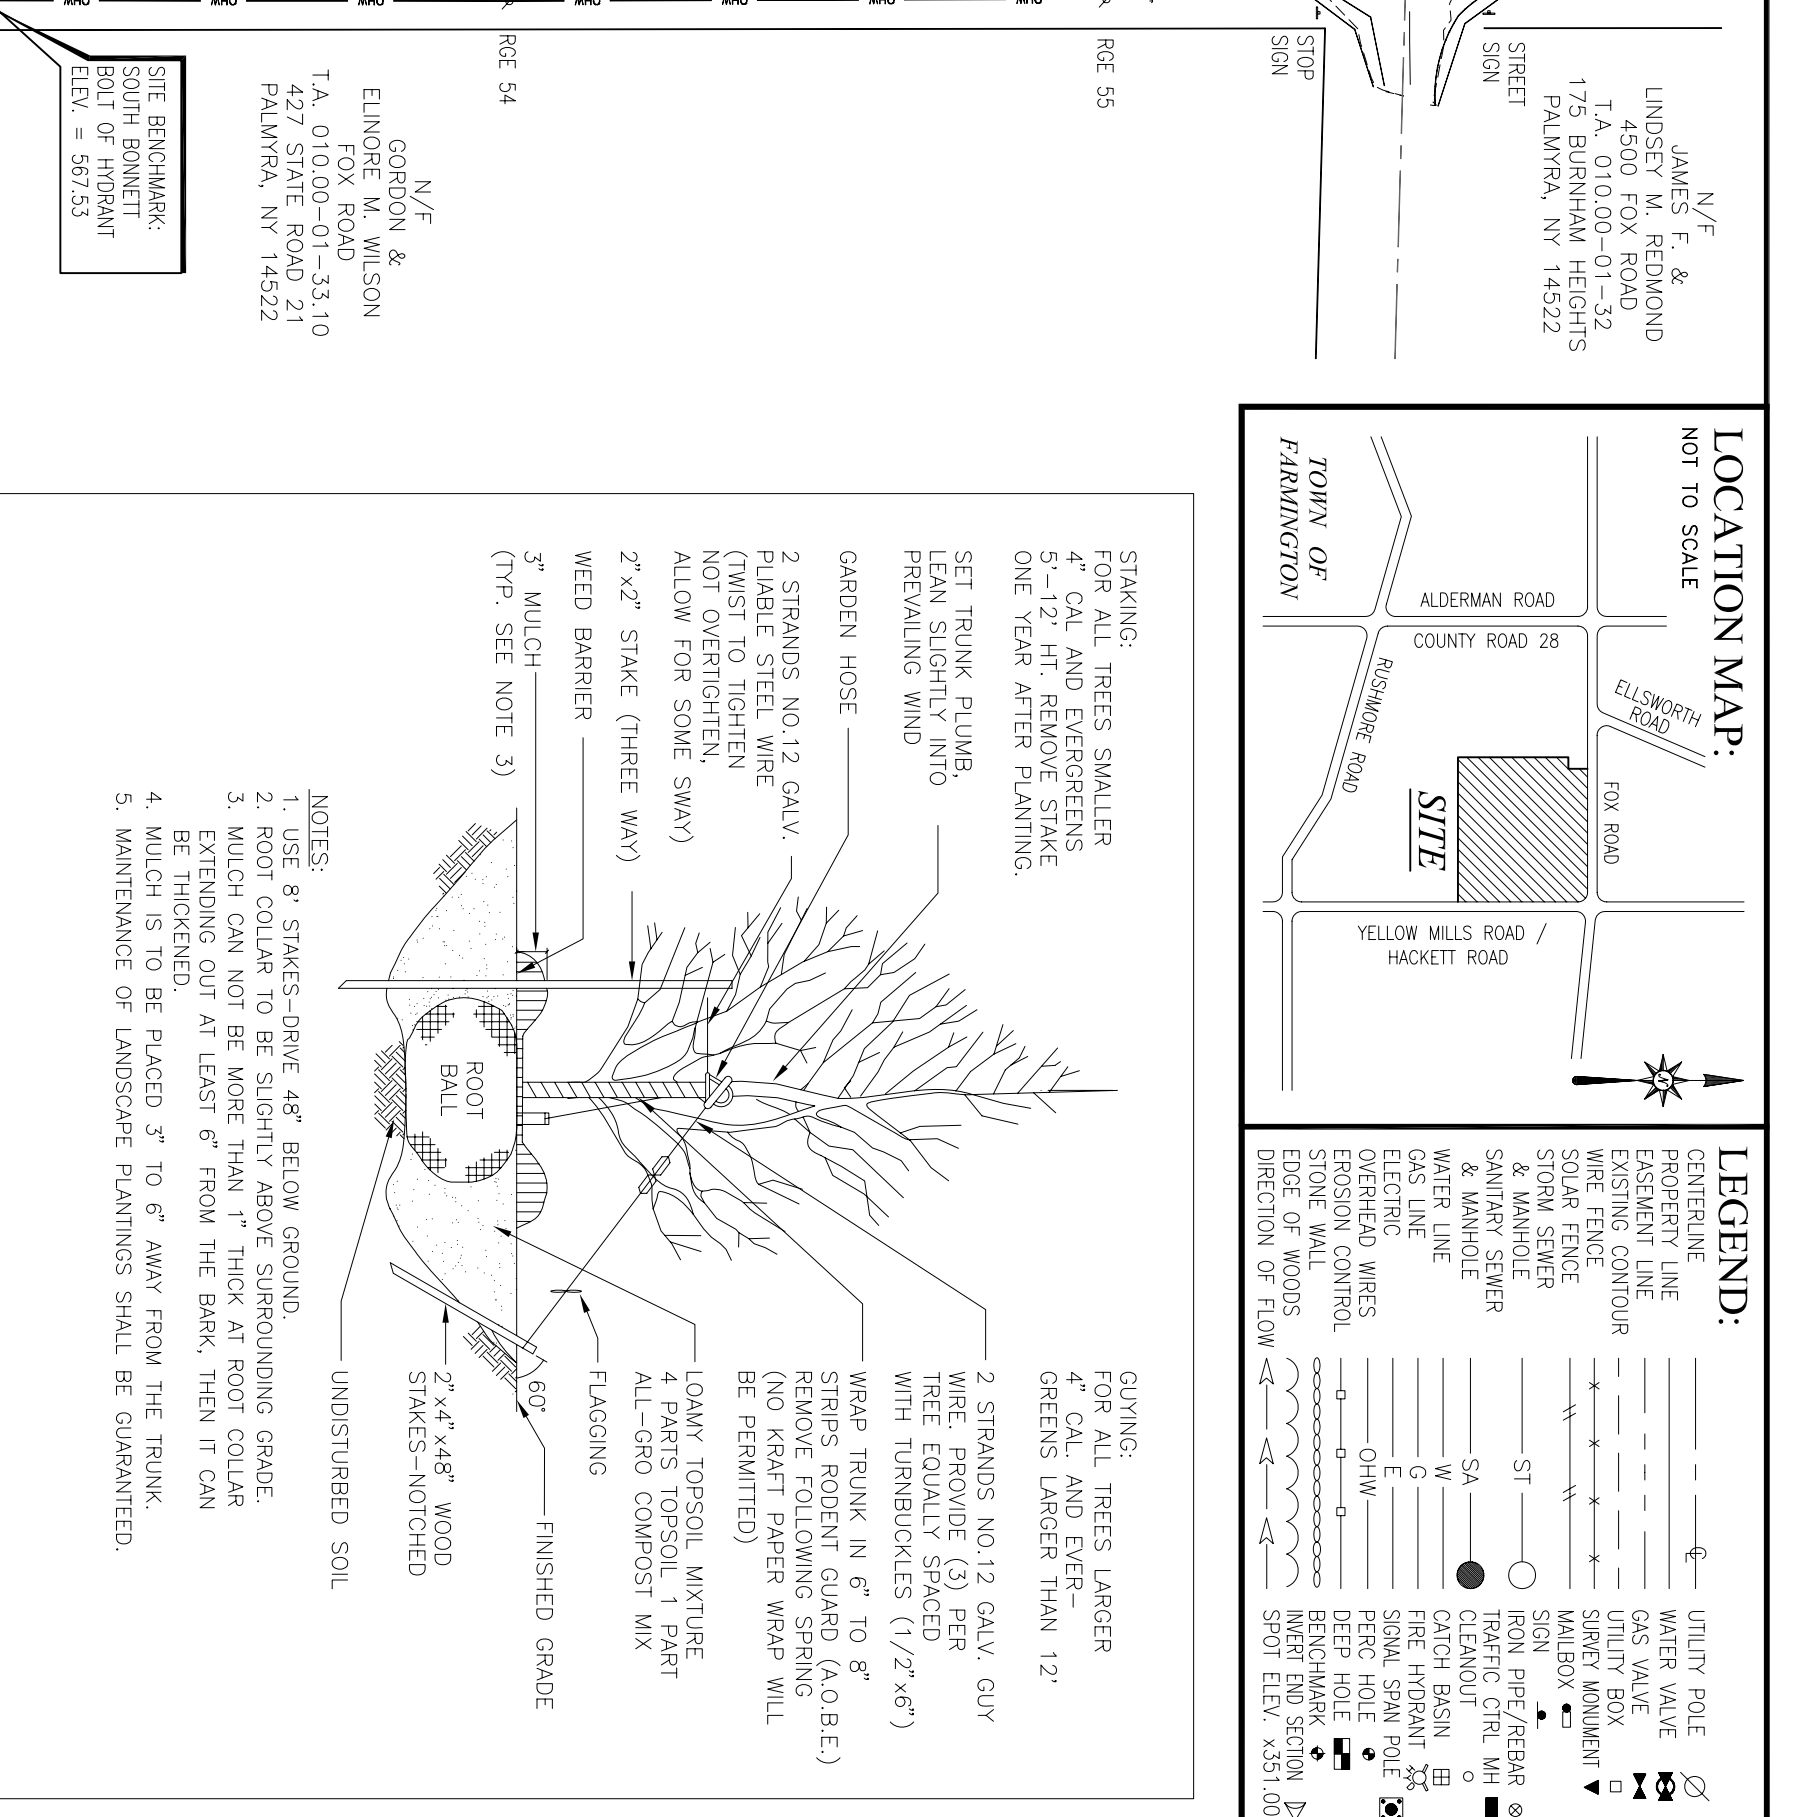 N/F
JAMES F. &
LINDSEY M. REDMOND
4500 FOX ROAD
T.A. 010.00-01-32
175 BURNHAM HEIGHTS
PALMYRA, NY 14522
STREET
SIGN
STOP
SIGN
RGE 55
RGE 54
N/F
GORDON &
ELINORE M. WILSON
FOX ROAD
T.A. 010.00-01-33.10
427 STATE ROAD 21
PALMYRA, NY 14522
SITE BENCHMARK:
SOUTH BONNETT
BOLT OF HYDRANT
ELEV. = 567.53
OHW
OHW
OHW
OHW
OHW
OHW
OHW
OHW
LOCATION MAP:
NOT TO SCALE
ELLSWORTH
ROAD
FOX ROAD
ALDERMAN ROAD
COUNTY ROAD 28
RUSHMORE ROAD
SITE
YELLOW MILLS ROAD /
HACKETT ROAD
TOWN OF
FARMINGTON
N
LEGEND:
CENTERLINE
PROPERTY LINE
EASEMENT LINE
EXISTING CONTOUR
WIRE FENCE
SOLAR FENCE
STORM SEWER
& MANHOLE
ST
SANITARY SEWER
& MANHOLE
SA
WATER LINE
W
GAS LINE
G
ELECTRIC
E
OVERHEAD WIRES
OHW
EROSION CONTROL
STONE WALL
EDGE OF WOODS
DIRECTION OF FLOW
UTILITY POLE
WATER VALVE
GAS VALVE
UTILITY BOX
SURVEY MONUMENT
MAILBOX
SIGN
IRON PIPE/REBAR
TRAFFIC CTRL MH
CLEANOUT
CATCH BASIN
FIRE HYDRANT
SIGNAL SPAN POLE
PERC HOLE
DEEP HOLE
BENCHMARK
INVERT END SECTION
SPOT ELEV. x351.00
STAKING:
FOR ALL TREES SMALLER
4" CAL AND EVERGREENS
5'-12' HT. REMOVE STAKE
ONE YEAR AFTER PLANTING.
SET TRUNK PLUMB,
LEAN SLIGHTLY INTO
PREVAILING WIND
GARDEN HOSE
2 STRANDS NO.12 GALV.
PLIABLE STEEL WIRE
(TWIST TO TIGHTEN
NOT OVERTIGHTEN,
ALLOW FOR SOME SWAY)
2"x2" STAKE (THREE WAY)
WEED BARRIER
3" MULCH
(TYP. SEE NOTE 3)
GUYING:
FOR ALL TREES LARGER
4" CAL. AND EVER-
GREENS LARGER THAN 12'
2 STRANDS NO.12 GALV. GUY
WIRE. PROVIDE (3) PER
TREE EQUALLY SPACED
WITH TURNBUCKLES (1/2"x6")
WRAP TRUNK IN 6" TO 8"
STRIPS RODENT GUARD (A.O.B.E.)
REMOVE FOLLOWING SPRING
(NO KRAFT PAPER WRAP WILL
BE PERMITTED)
LOAMY TOPSOIL MIXTURE
4 PARTS TOPSOIL 1 PART
ALL-GRO COMPOST MIX
FLAGGING
60°
FINISHED GRADE
2"x4"x48" WOOD
STAKES-NOTCHED
UNDISTURBED SOIL
ROOT
BALL
NOTES:
1. USE 8' STAKES-DRIVE 48" BELOW GROUND.
2. ROOT COLLAR TO BE SLIGHTLY ABOVE SURROUNDING GRADE.
3. MULCH CAN NOT BE MORE THAN 1" THICK AT ROOT COLLAR
EXTENDING OUT AT LEAST 6" FROM THE BARK, THEN IT CAN
BE THICKENED.
4. MULCH IS TO BE PLACED 3" TO 6" AWAY FROM THE TRUNK.
5. MAINTENANCE OF LANDSCAPE PLANTINGS SHALL BE GUARANTEED.